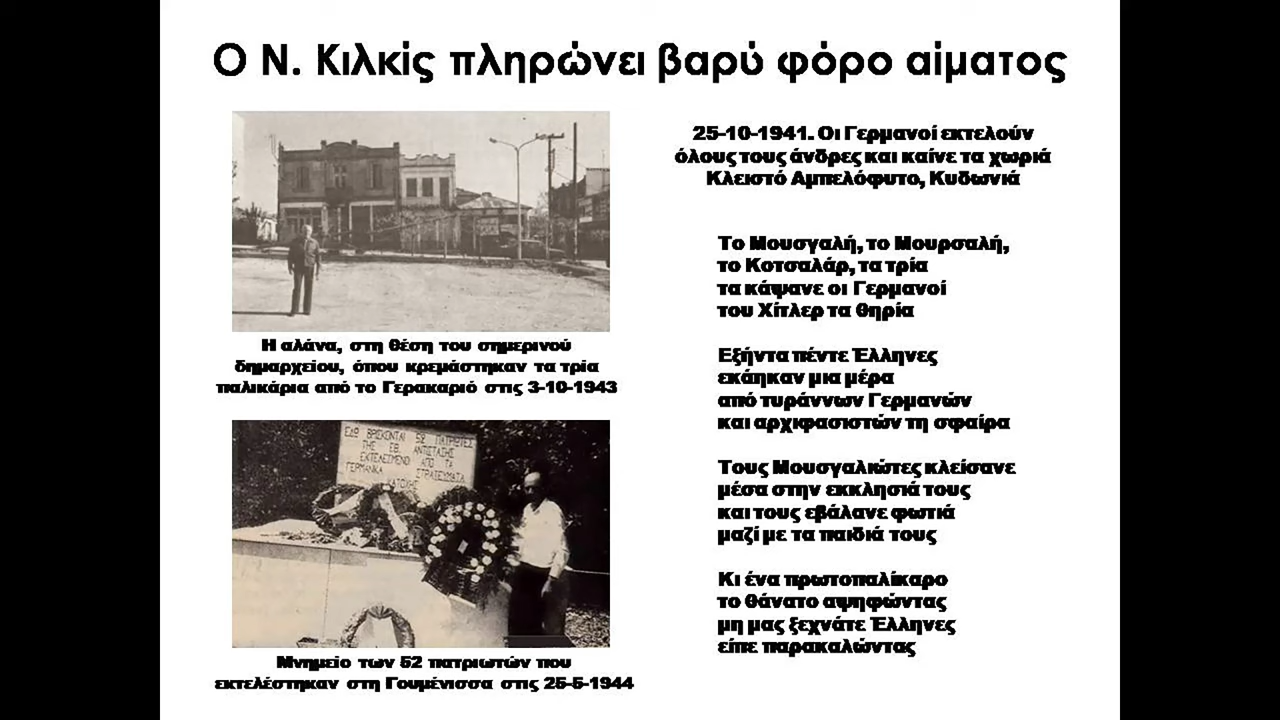 Ο Ν. Κιλκίς πληρώνει βαρύ φόρο αίματος
Η αλάνα, στη θέση του σημερινού
δημαρχείου, όπου κρεμάστηκαν τα τρία
παλικάρια από το Γερακαριό στις 3-10-1943
ΕΔΩ ΒΡΙΣΚΟΝΤΑΙ 52 ΠΑΤΡΙΩΤΕΣ
ΤΗΣ ΕΘ. ΑΝΤΙΣΤΑΣΗΣ
ΕΚΤΕΛΕΣΜΕΝΟΙ ΑΠΟ ΤΑ
ΓΕΡΜΑΝΙΚΑ ΣΤΡΑΤΕΥΜΑΤΑ
ΚΑΤΟΧΗΣ
Μνημείο των 52 πατριωτών που
εκτελέστηκαν στη Γουμένισσα στις 25-5-1944
25-10-1941. Οι Γερμανοί εκτελούν
όλους τους άνδρες και καίνε τα χωριά
Κλειστό Αμπελόφυτο, Κυδωνιά
Το Μουσγαλή, το Μουρσαλή,
το Κοτσαλάρ, τα τρία
τα κάψανε οι Γερμανοί
του Χίτλερ τα θηρία
Εξήντα πέντε Έλληνες
εκάηκαν μια μέρα
από τυράννων Γερμανών
και αρχιφασιστών τη σφαίρα
Τους Μουσγαλιώτες κλείσανε
μέσα στην εκκλησιά τους
και τους εβάλανε φωτιά
μαζί με τα παιδιά τους
Κι ένα πρωτοπαλίκαρο
το θάνατο αψηφώντας
μη μας ξεχνάτε Έλληνες
είπε παρακαλώντας